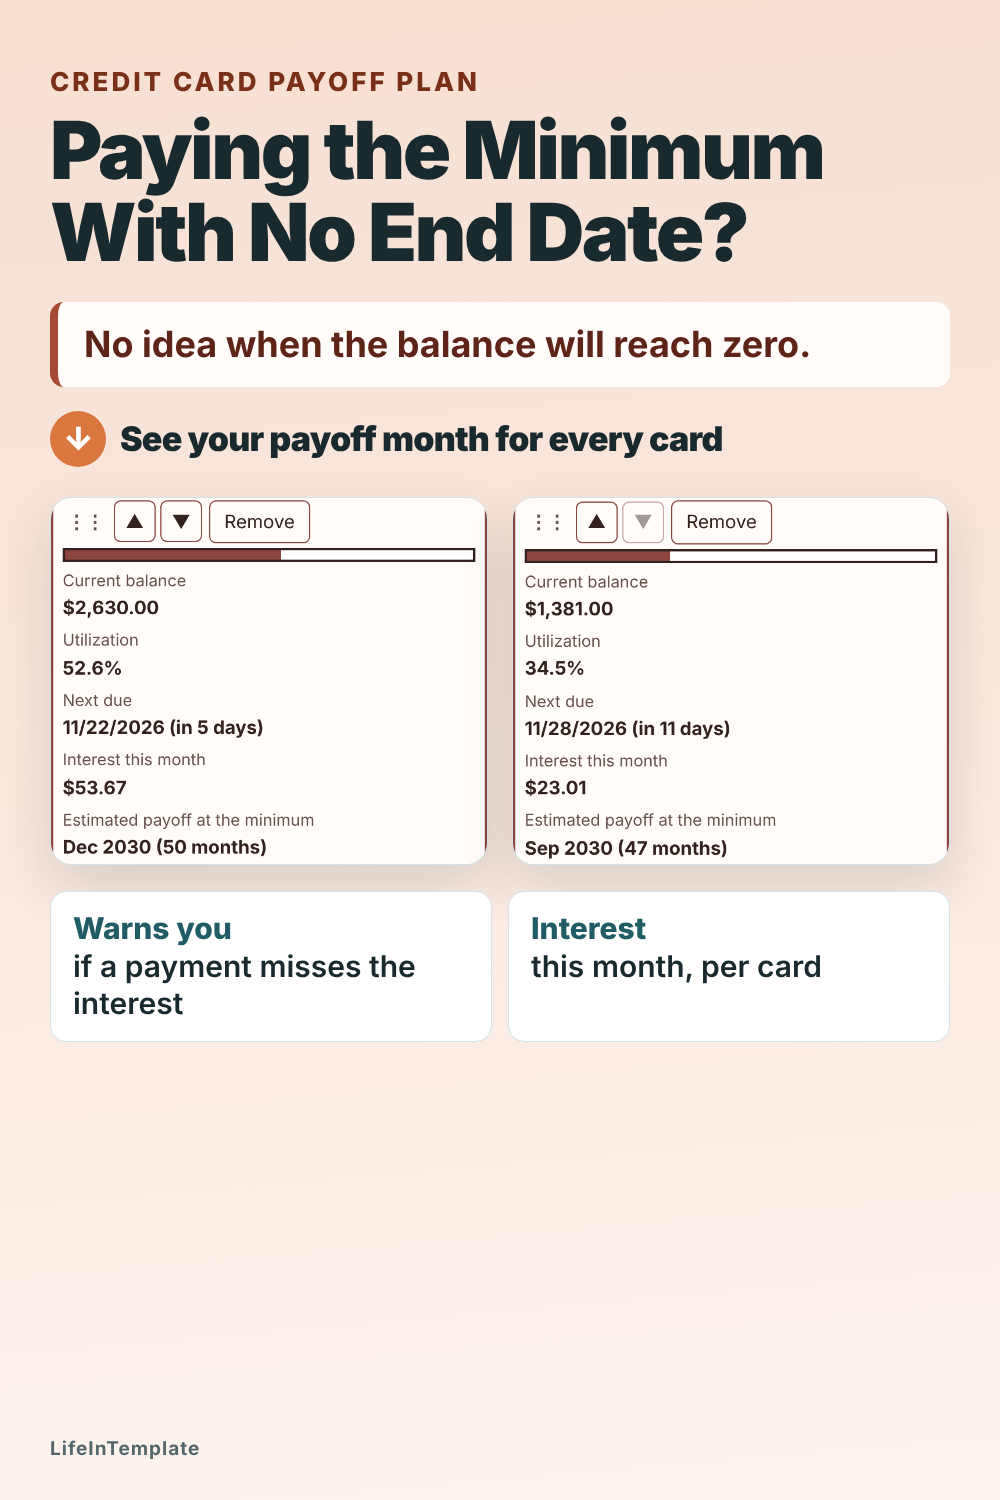 CREDIT CARD PAYOFF PLAN
Paying the Minimum
With No End Date?
No idea when the balance will reach zero.
See your payoff month for every card
Remove
Current balance
$2,630.00
Utilization
52.6%
Next due
11/22/2026 (in 5 days)
Interest this month
$53.67
Estimated payoff at the minimum
Dec 2030 (50 months)
Remove
Current balance
$1,381.00
Utilization
34.5%
Next due
11/28/2026 (in 11 days)
Interest this month
$23.01
Estimated payoff at the minimum
Sep 2030 (47 months)
Warns you
if a payment misses the
interest
Interest
this month, per card
LifeInTemplate